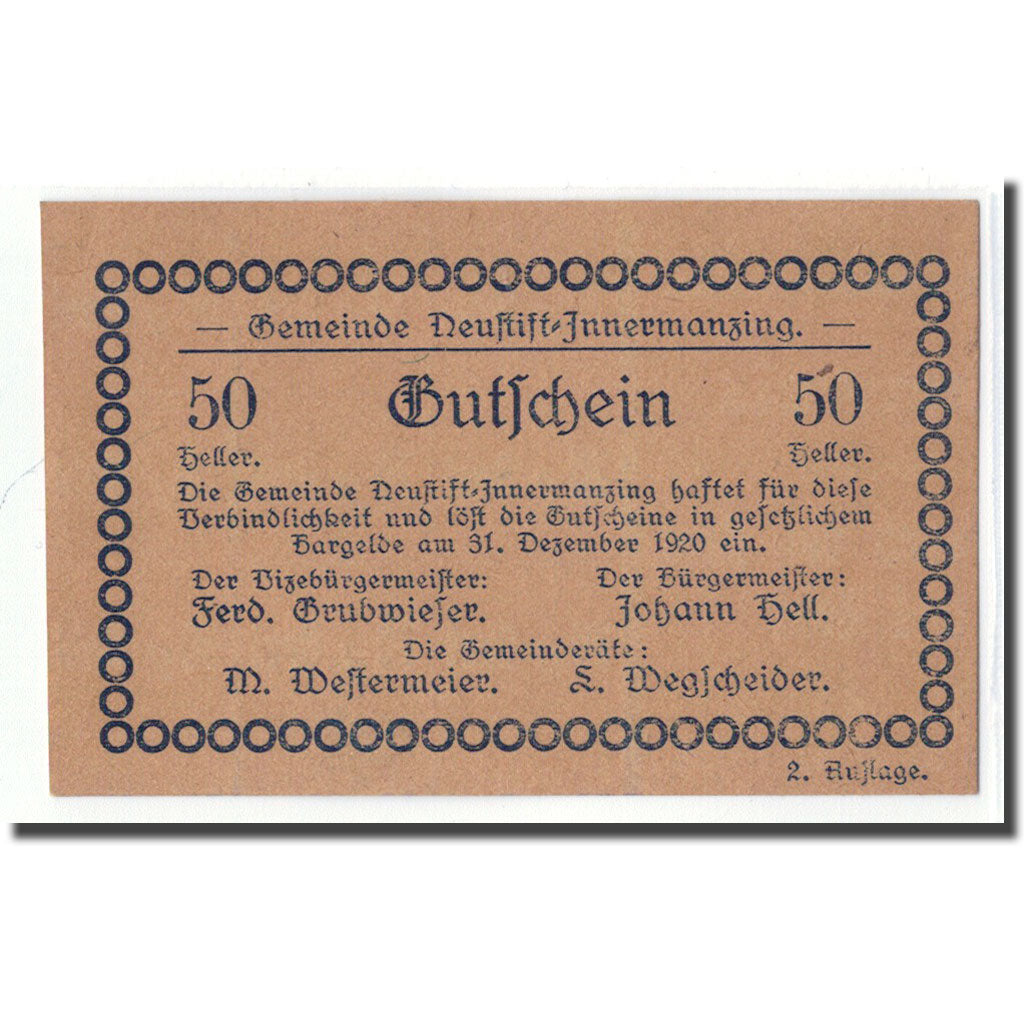 — Gemeinde Neustift-Innermanzing. —
50 Gutschein 50
Heller. Heller.
Die Gemeinde Neustift-Innermanzing haftet für diese
Verbindlichkeit und löst die Gutscheine in gesetzlichem
Bargelde am 31. Dezember 1920 ein.
Der Vizebürgermeister: Der Bürgermeister:
Ferd. Grubwieser. Johann Hell.
Die Gemeinderäte:
M. Westermeier. L. Wegscheider.
2. Auflage.